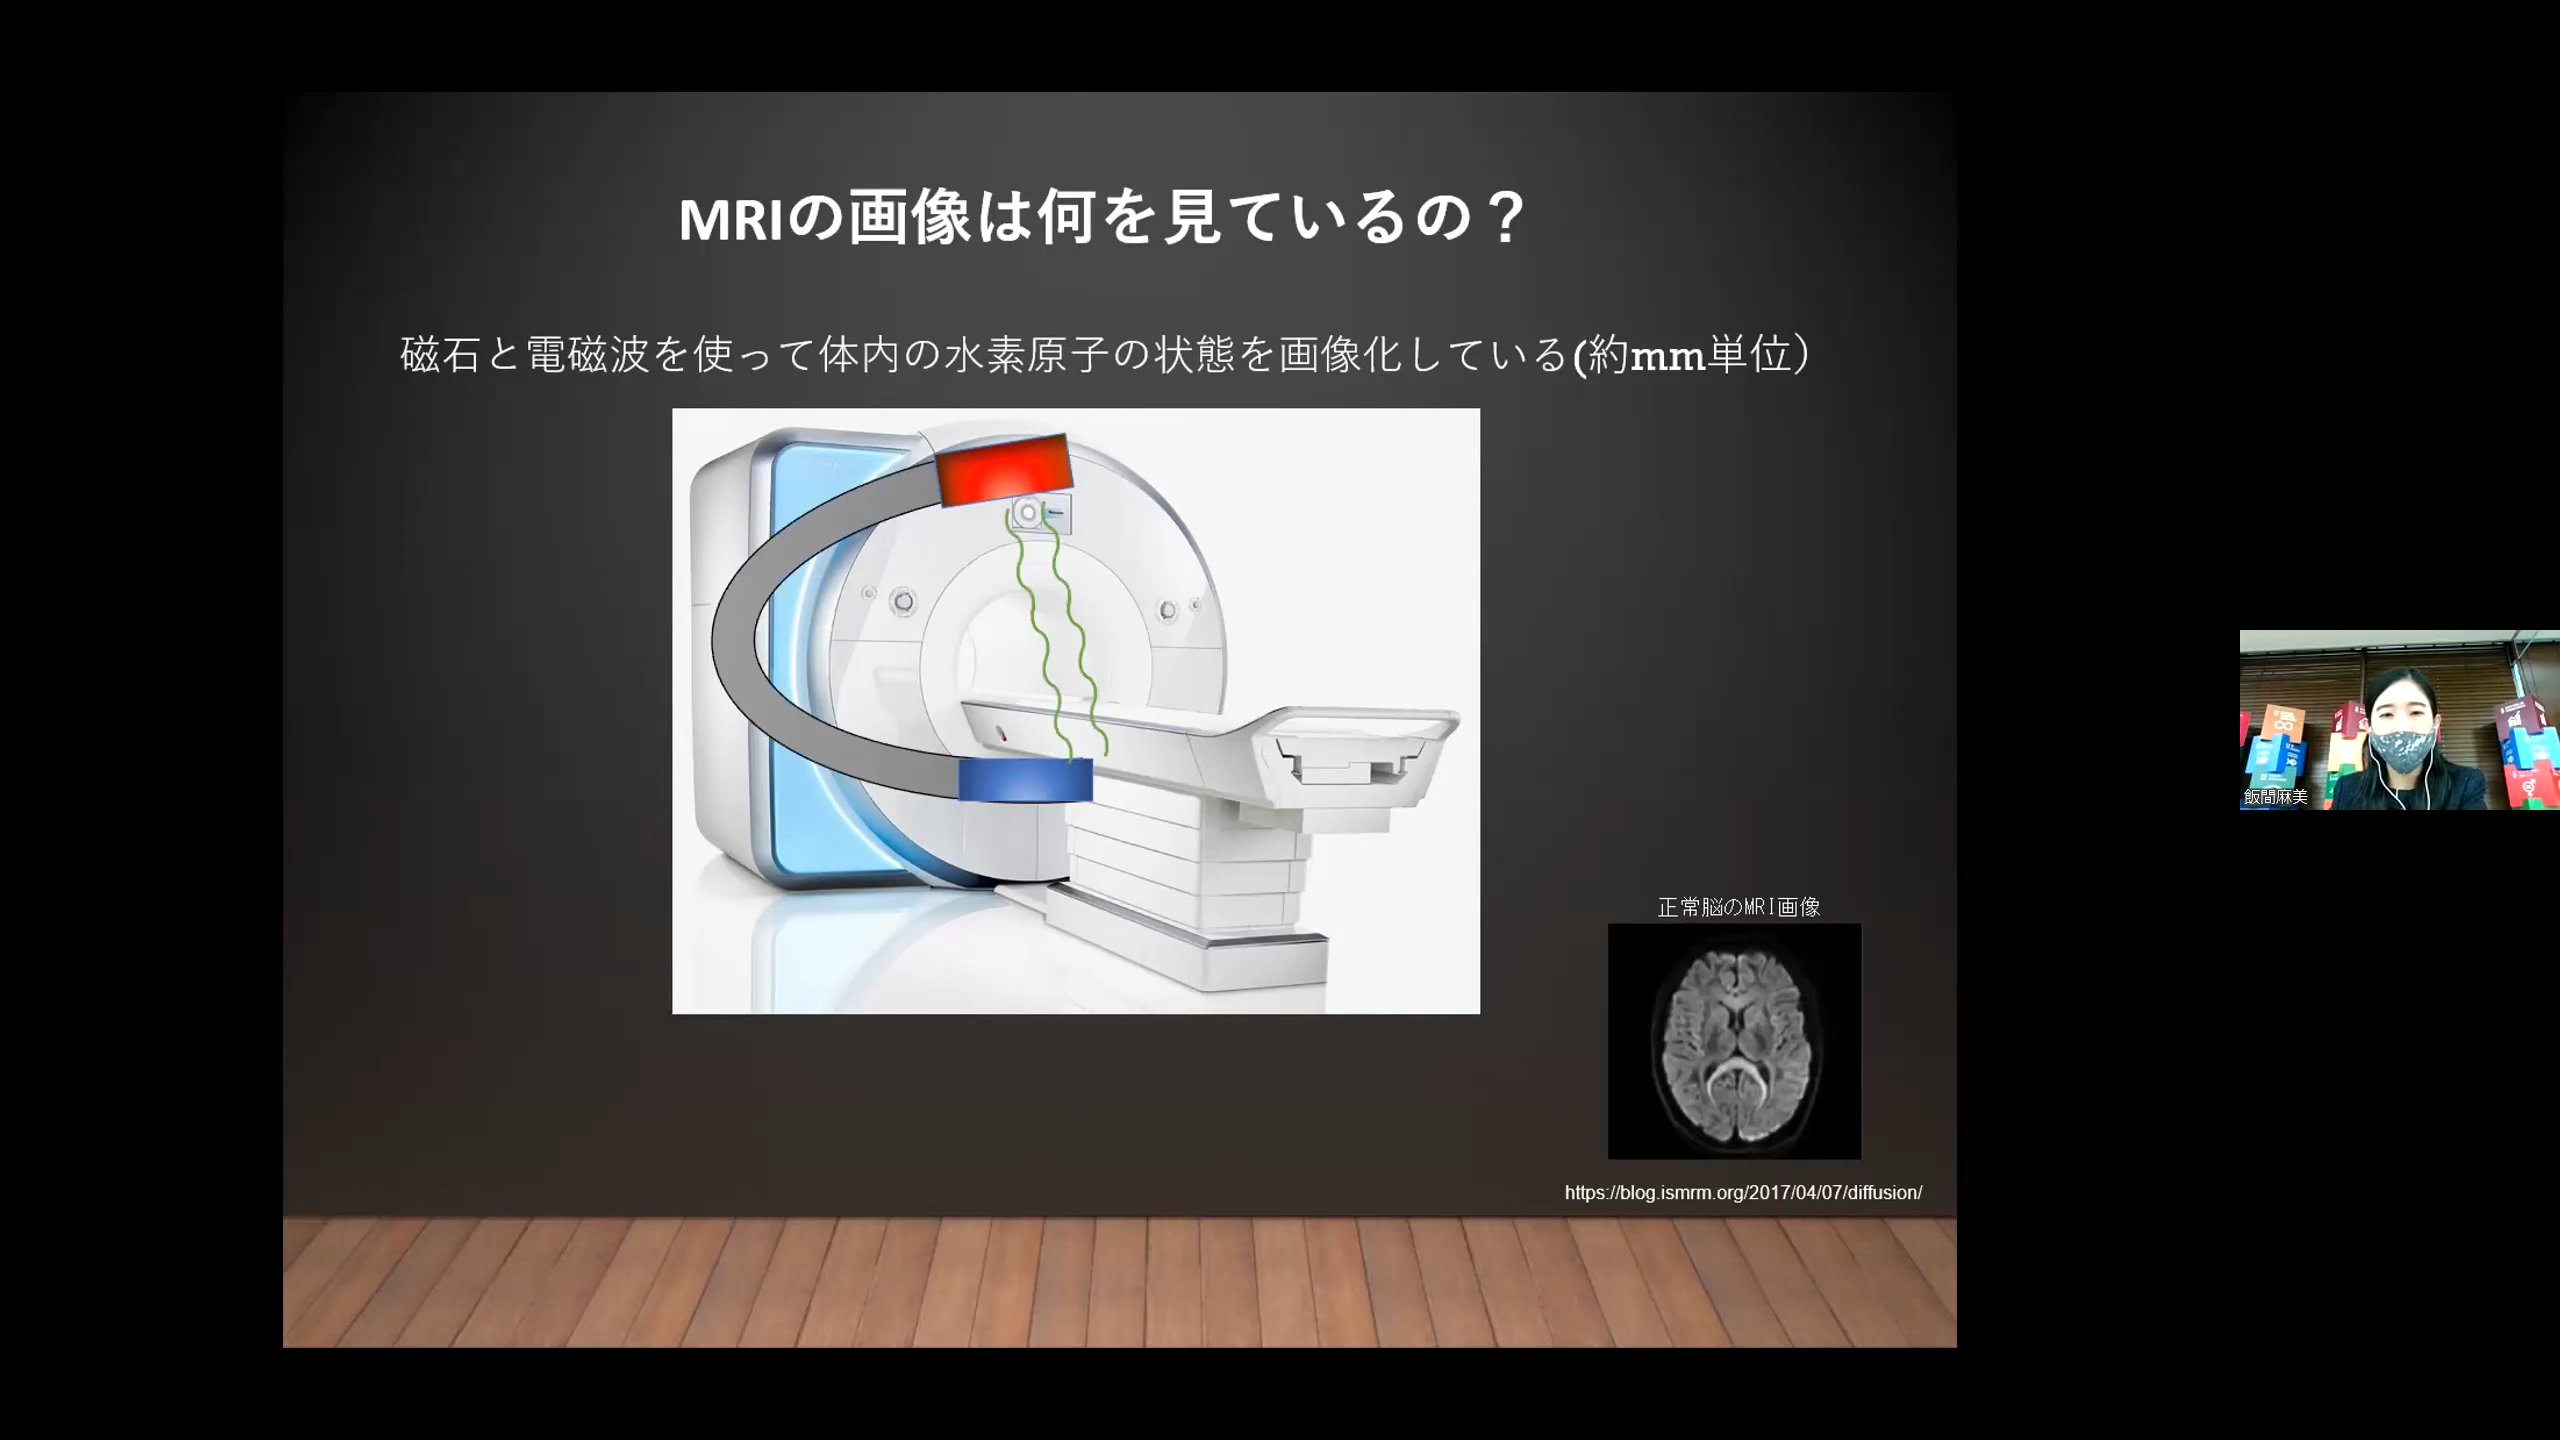 MRIの画像は何を見ているの？
磁石と電磁波を使って体内の水素原子の状態を画像化している(約mm単位）
正常脳のMRI画像
https://blog.ismrm.org/2017/04/07/diffusion/
飯間麻美